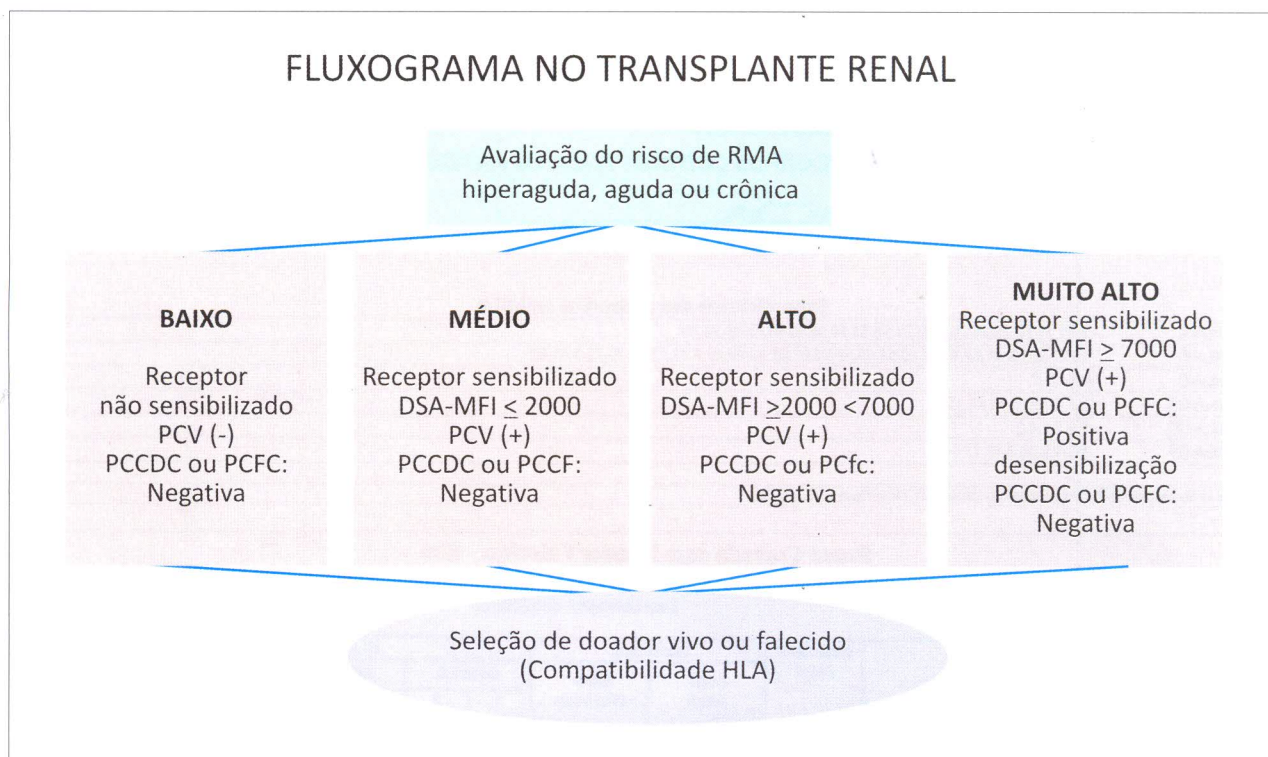 FLUXOGRAMA NO TRANSPLANTE RENAL
Avaliação do risco de RMA
hiperaguda, aguda ou crônica
BAIXO
Receptor
não sensibilizado
PCV (-)
PCCDC ou PCFC:
Negativa
MÉDIO
Receptor sensibilizado
DSA-MFI ≤ 2000
PCV (+)
PCCDC ou PCCF:
Negativa
ALTO
Receptor sensibilizado
DSA-MFI ≥2000 <7000
PCV (+)
PCCDC ou PCfc:
Negativa
MUITO ALTO
Receptor sensibilizado
DSA-MFI ≥ 7000
PCV (+)
PCCDC ou PCFC:
Positiva
desensibilização
PCCDC ou PCFC:
Negativa
Seleção de doador vivo ou falecido
(Compatibilidade HLA)